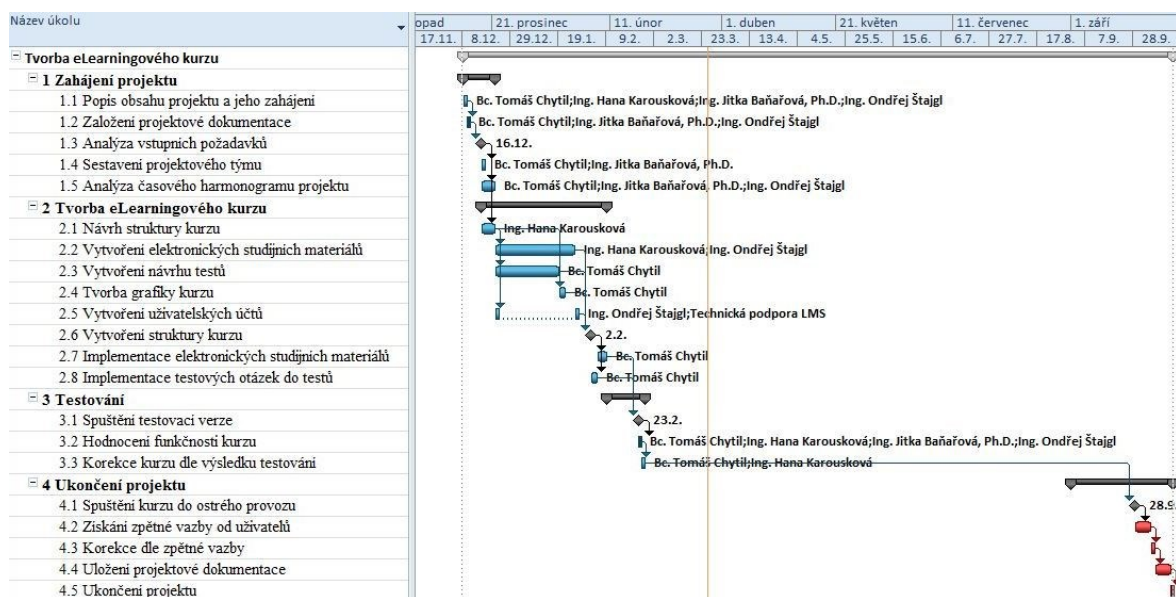 Název úkolu
opad 21. prosinec 11. únor 1. duben 21. květen 11. červenec 1. září
17.11. 8.12. 29.12. 19.1. 9.2. 2.3. 23.3. 13.4. 4.5. 25.5. 15.6. 6.7. 27.7. 17.8. 7.9. 28.9.
Tvorba eLearningového kurzu
1 Zahájení projektu
1.1 Popis obsahu projektu a jeho zahájení Bc. Tomáš Chytil;Ing. Hana Karousková;Ing. Jitka Baňařová, Ph.D.;Ing. Ondřej Štajgl
1.2 Založení projektové dokumentace Bc. Tomáš Chytil;Ing. Jitka Baňařová, Ph.D.;Ing. Ondřej Štajgl
1.3 Analýza vstupních požadavků 16.12.
1.4 Sestavení projektového týmu Bc. Tomáš Chytil;Ing. Jitka Baňařová, Ph.D.
1.5 Analýza časového harmonogramu projektu Bc. Tomáš Chytil;Ing. Jitka Baňařová, Ph.D.;Ing. Ondřej Štajgl
2 Tvorba eLearningového kurzu
2.1 Návrh struktury kurzu Ing. Hana Karousková
2.2 Vytvoření elektronických studijních materiálů Ing. Hana Karousková;Ing. Ondřej Štajgl
2.3 Vytvoření návrhu testů Bc. Tomáš Chytil
2.4 Tvorba grafiky kurzu Bc. Tomáš Chytil
2.5 Vytvoření uživatelských účtů Ing. Ondřej Štajgl;Technická podpora LMS
2.6 Vytvoření struktury kurzu 2.2.
2.7 Implementace elektronických studijních materiálů Bc. Tomáš Chytil
2.8 Implementace testových otázek do testů Bc. Tomáš Chytil
3 Testování
3.1 Spuštění testovací verze 23.2.
3.2 Hodnocení funkčnosti kurzu Bc. Tomáš Chytil;Ing. Hana Karousková;Ing. Jitka Baňařová, Ph.D.;Ing. Ondřej Štajgl
3.3 Korekce kurzu dle výsledku testování Bc. Tomáš Chytil;Ing. Hana Karousková
4 Ukončení projektu
4.1 Spuštění kurzu do ostrého provozu 28.9
4.2 Získání zpětné vazby od uživatelů
4.3 Korekce dle zpětné vazby
4.4 Uložení projektové dokumentace
4.5 Ukončení projektu